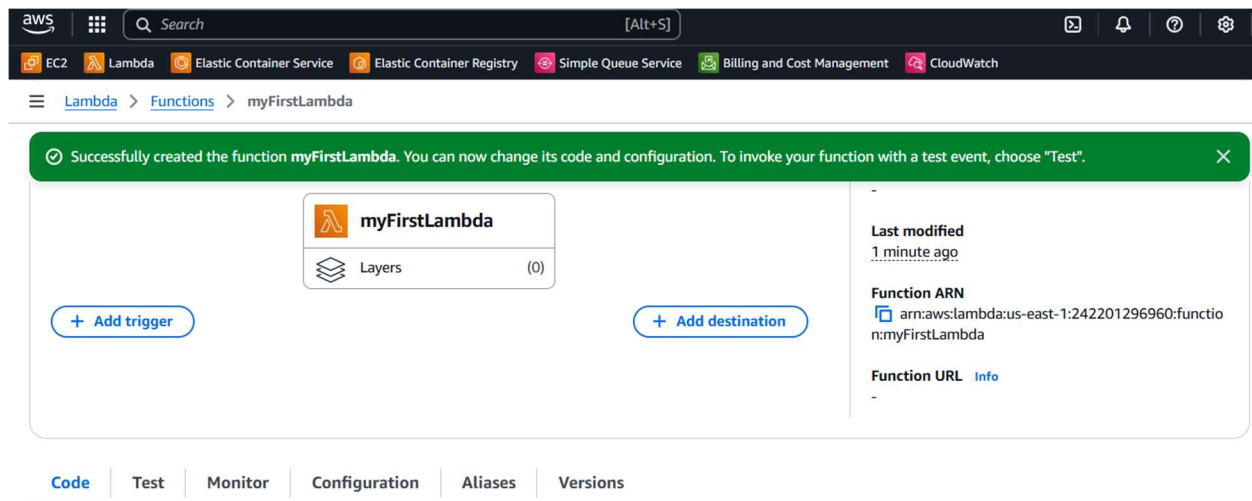 aws
Search [Alt+S]
EC2 Lambda Elastic Container Service Elastic Container Registry Simple Queue Service Billing and Cost Management CloudWatch
Lambda > Functions > myFirstLambda
Successfully created the function myFirstLambda. You can now change its code and configuration. To invoke your function with a test event, choose "Test".
myFirstLambda
Layers (0)
+ Add trigger
+ Add destination
-
Last modified
1 minute ago
Function ARN
arn:aws:lambda:us-east-1:242201296960:functio
n:myFirstLambda
Function URL Info
-
Code Test Monitor Configuration Aliases Versions